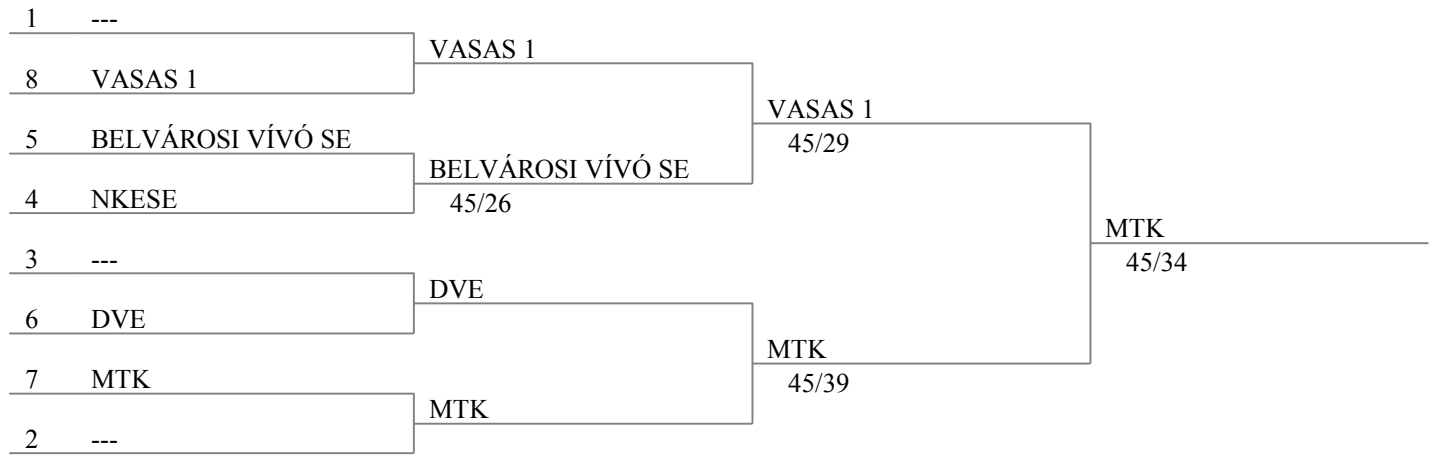 1 ---
8 VASAS 1
5 BELVÁROSI VÍVÓ SE
4 NKESE
3 ---
6 DVE
7 MTK
2 ---
VASAS 1
BELVÁROSI VÍVÓ SE
45/26
DVE
MTK
VASAS 1
45/29
MTK
45/39
MTK
45/34